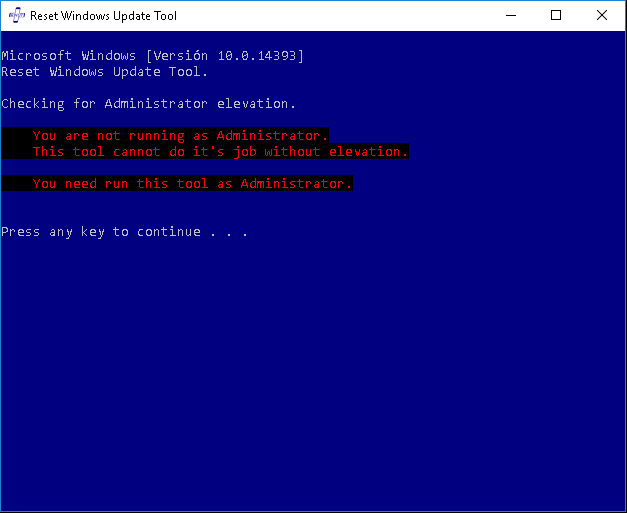 Reset Windows Update Tool
Microsoft Windows [Versión 10.0.14393]
Reset Windows Update Tool.
Checking for Administrator elevation.
You are not running as Administrator.
This tool cannot do it's job without elevation.
You need run this tool as Administrator.
Press any key to continue . . .